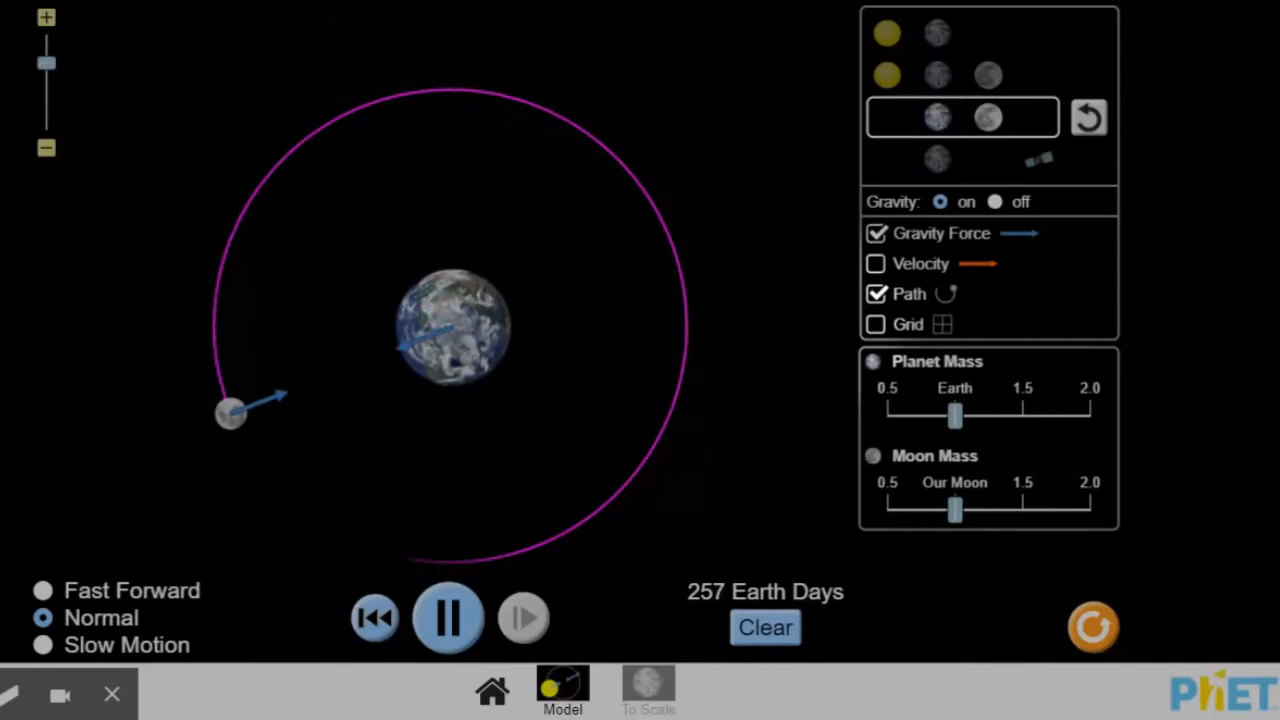 +
−
Gravity: on off
Gravity Force
Velocity
Path
Grid
Planet Mass
0.5 Earth 1.5 2.0
Moon Mass
0.5 Our Moon 1.5 2.0
Fast Forward
Normal
Slow Motion
257 Earth Days
Clear
Model
To Scale
PhET